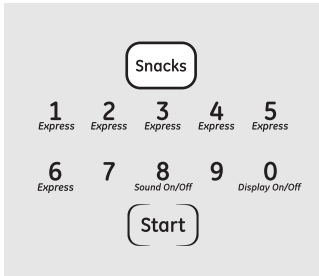 Snacks
1 2 3 4 5
Express Express Express Express Express
6 7 8 9 0
Express Sound On/Off Display On/Off
Start